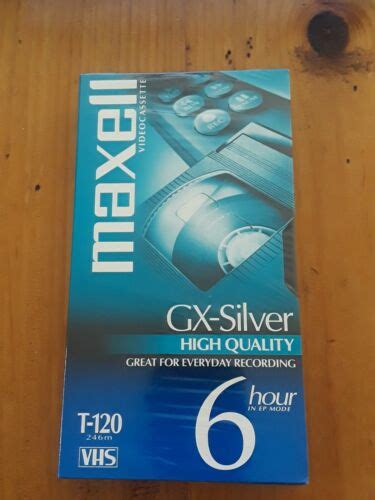 maxell
VIDEOCASSETTE
GX-Silver
HIGH QUALITY
GREAT FOR EVERYDAY RECORDING
6 hour
IN EP MODE
T-120
246m
VHS